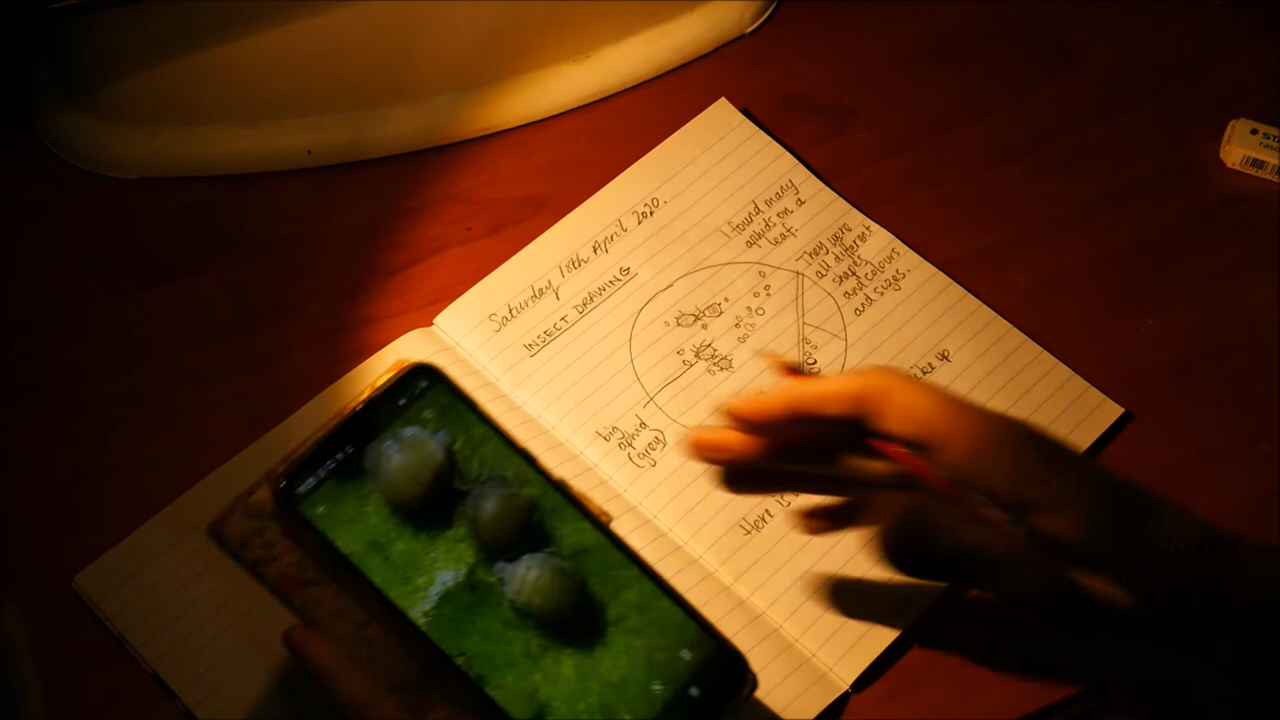 Saturday 18th April 2020.
INSECT DRAWING
I found many
aphids on a
leaf.
They were
all different
shapes
and colours
and sizes.
big
aphid
(grey)
up
Here is